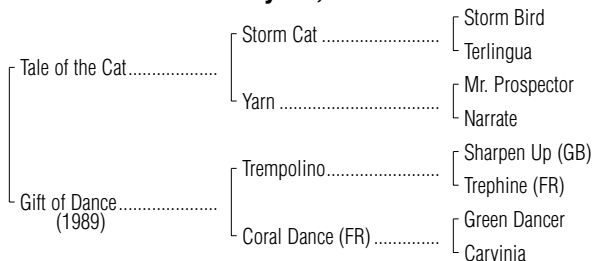 Storm Bird
Storm Cat ..............................
Terlingua
Tale of the Cat...................
Mr. Prospector
Yarn .........................................
Narrate
Sharpen Up (GB)
Trempolino.............................
Trephine (FR)
Gift of Dance.....................
(1989)
Green Dancer
Coral Dance (FR) ................
Carvinia